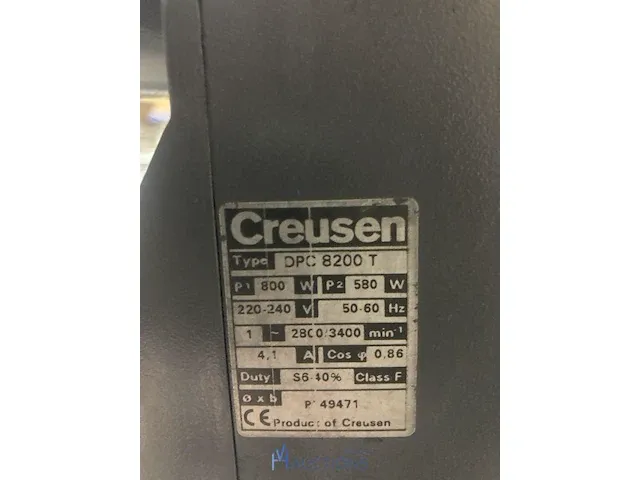 Creusen
Type DPC 8200 T
P1 800 W P2 580 W
220-240 V 50-60 Hz
1 ~ 2800/3400 min⁻¹
4,1 A Cos φ 0,86
Duty S6-40% Class F
Ø x b
49471
CE Product of Creusen